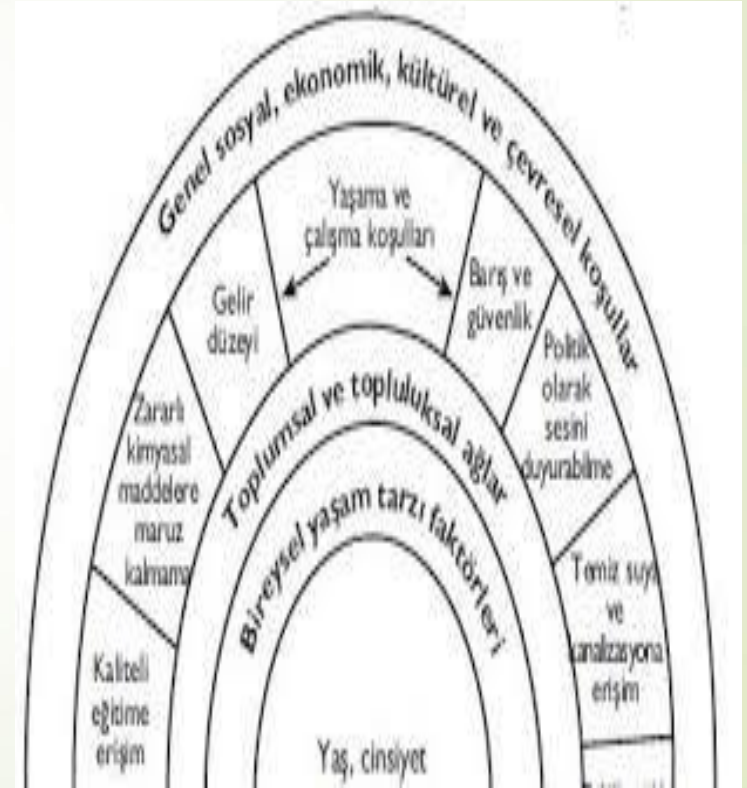 Genel sosyal, ekonomik, kültürel ve çevresel koşullar
Yaşama ve
çalışma koşulları
Gelir
düzeyi
Barış ve
güvenlik
Zararlı
kimyasal
maddelere
maruz
kalmama
Politik
olarak
sesini
duyurabilme
Kaliteli
eğitime
erişim
Temiz suya
ve
kanalizasyona
erişim
Toplumsal ve topluluksal ağlar
Bireysel yaşam tarzı faktörleri
Yaş, cinsiyet